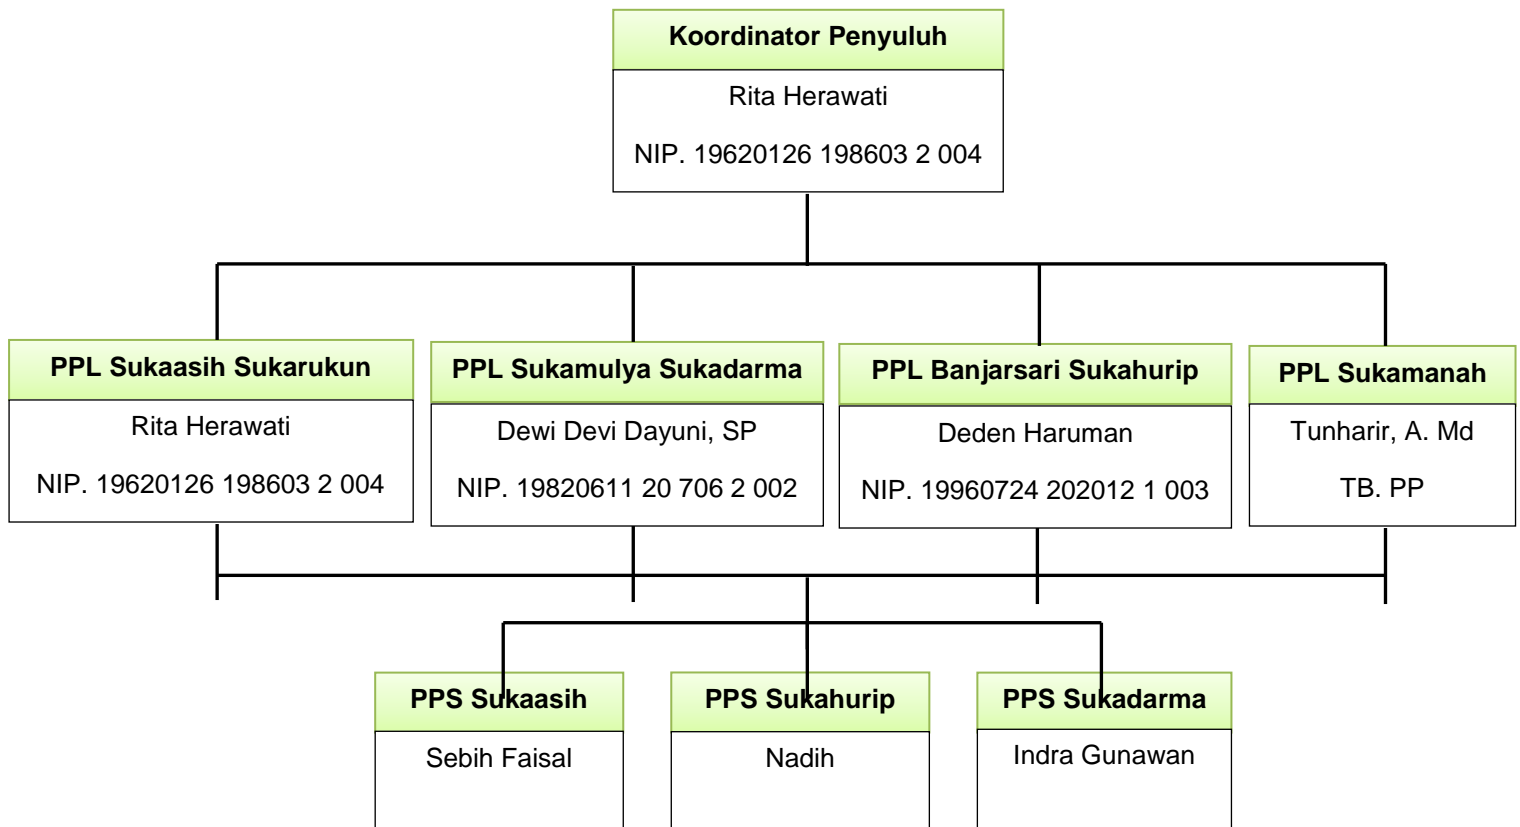 Koordinator Penyuluh
Rita Herawati
NIP. 19620126 198603 2 004
PPL Sukaasih Sukarukun
Rita Herawati
NIP. 19620126 198603 2 004
PPL Sukamulya Sukadarma
Dewi Devi Dayuni, SP
NIP. 19820611 20 706 2 002
PPL Banjarsari Sukahurip
Deden Haruman
NIP. 19960724 202012 1 003
PPL Sukamanah
Tunharir, A. Md
TB. PP
PPS Sukaasih
Sebih Faisal
PPS Sukahurip
Nadih
PPS Sukadarma
Indra Gunawan